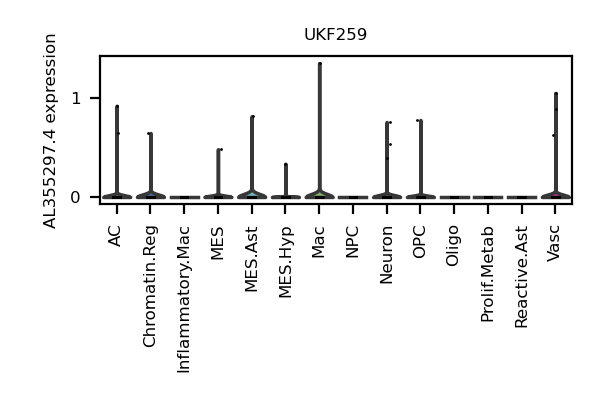 UKF259
AL355297.4 expression
1
0
AC
Chromatin.Reg
Inflammatory.Mac
MES
MES.Ast
MES.Hyp
Mac
NPC
Neuron
OPC
Oligo
Prolif.Metab
Reactive.Ast
Vasc